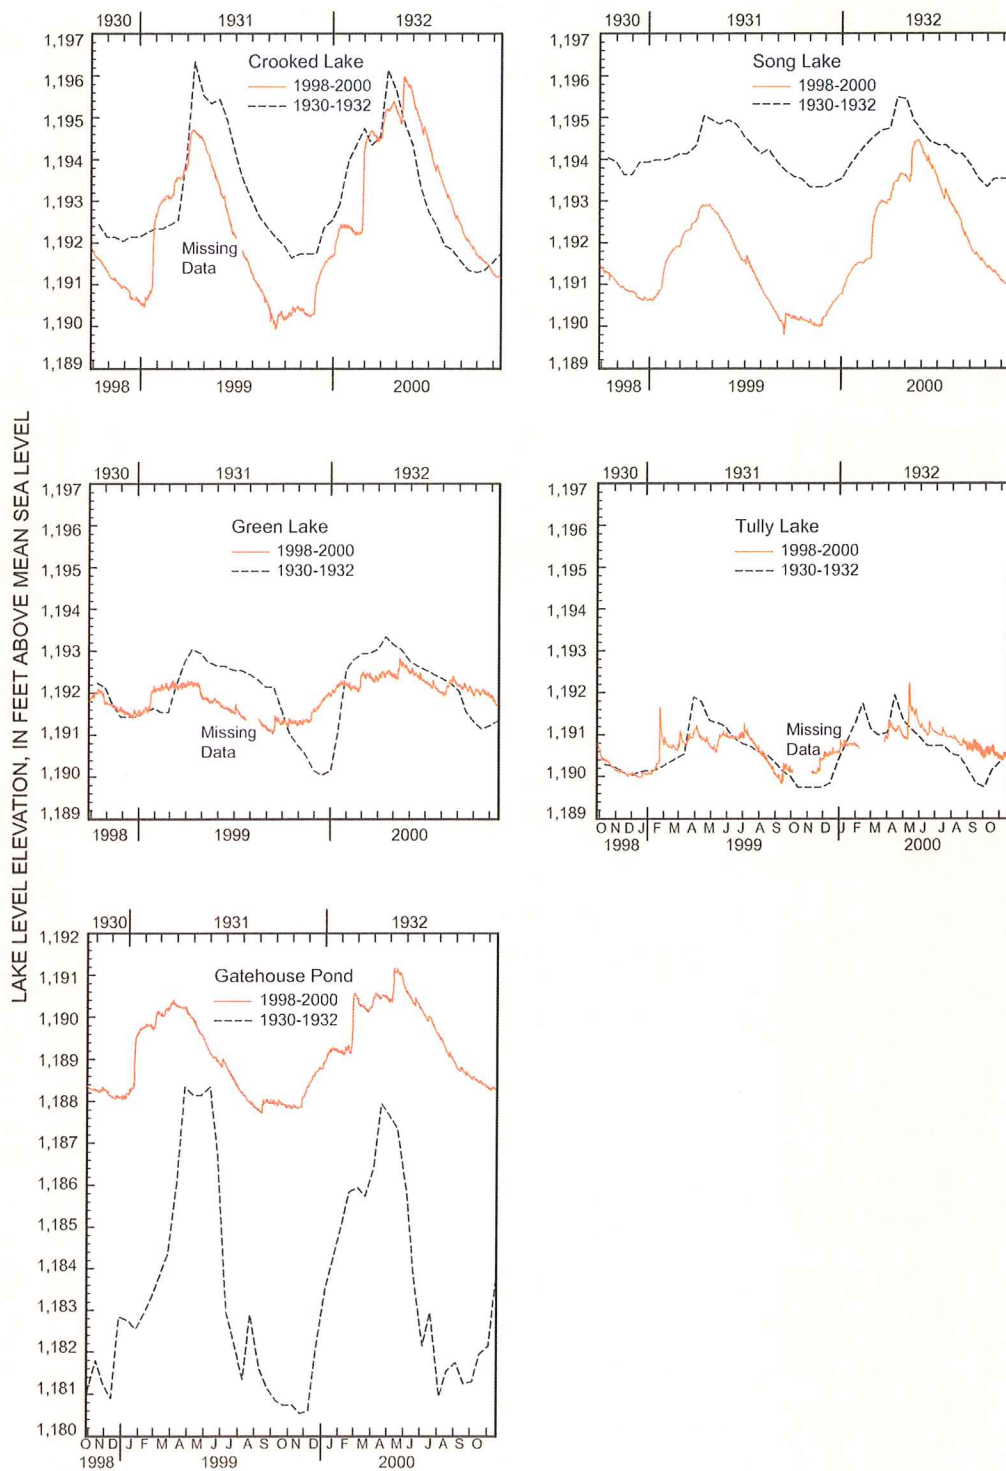 LAKE LEVEL ELEVATION, IN FEET ABOVE MEAN SEA LEVEL
1930 1931 1932
1,197
1,196
1,195
1,194
1,193
1,192
1,191
1,190
1,189
Crooked Lake
1998-2000
1930-1932
Missing
Data
1998 1999 2000
1930 1931 1932
1,197
1,196
1,195
1,194
1,193
1,192
1,191
1,190
1,189
Song Lake
1998-2000
1930-1932
1998 1999 2000
1930 1931 1932
1,197
1,196
1,195
1,194
1,193
1,192
1,191
1,190
1,189
Green Lake
1998-2000
1930-1932
Missing
Data
1998 1999 2000
1930 1931 1932
1,197
1,196
1,195
1,194
1,193
1,192
1,191
1,190
1,189
Tully Lake
1998-2000
1930-1932
Missing
Data
O N D J F M A M J J A S O N D J F M A M J J A S O
1998 1999 2000
1930 1931 1932
1,192
1,191
1,190
1,189
1,188
1,187
1,186
1,185
1,184
1,183
1,182
1,181
1,180
Gatehouse Pond
1998-2000
1930-1932
O N D J F M A M J J A S O N D J F M A M J J A S O
1998 1999 2000